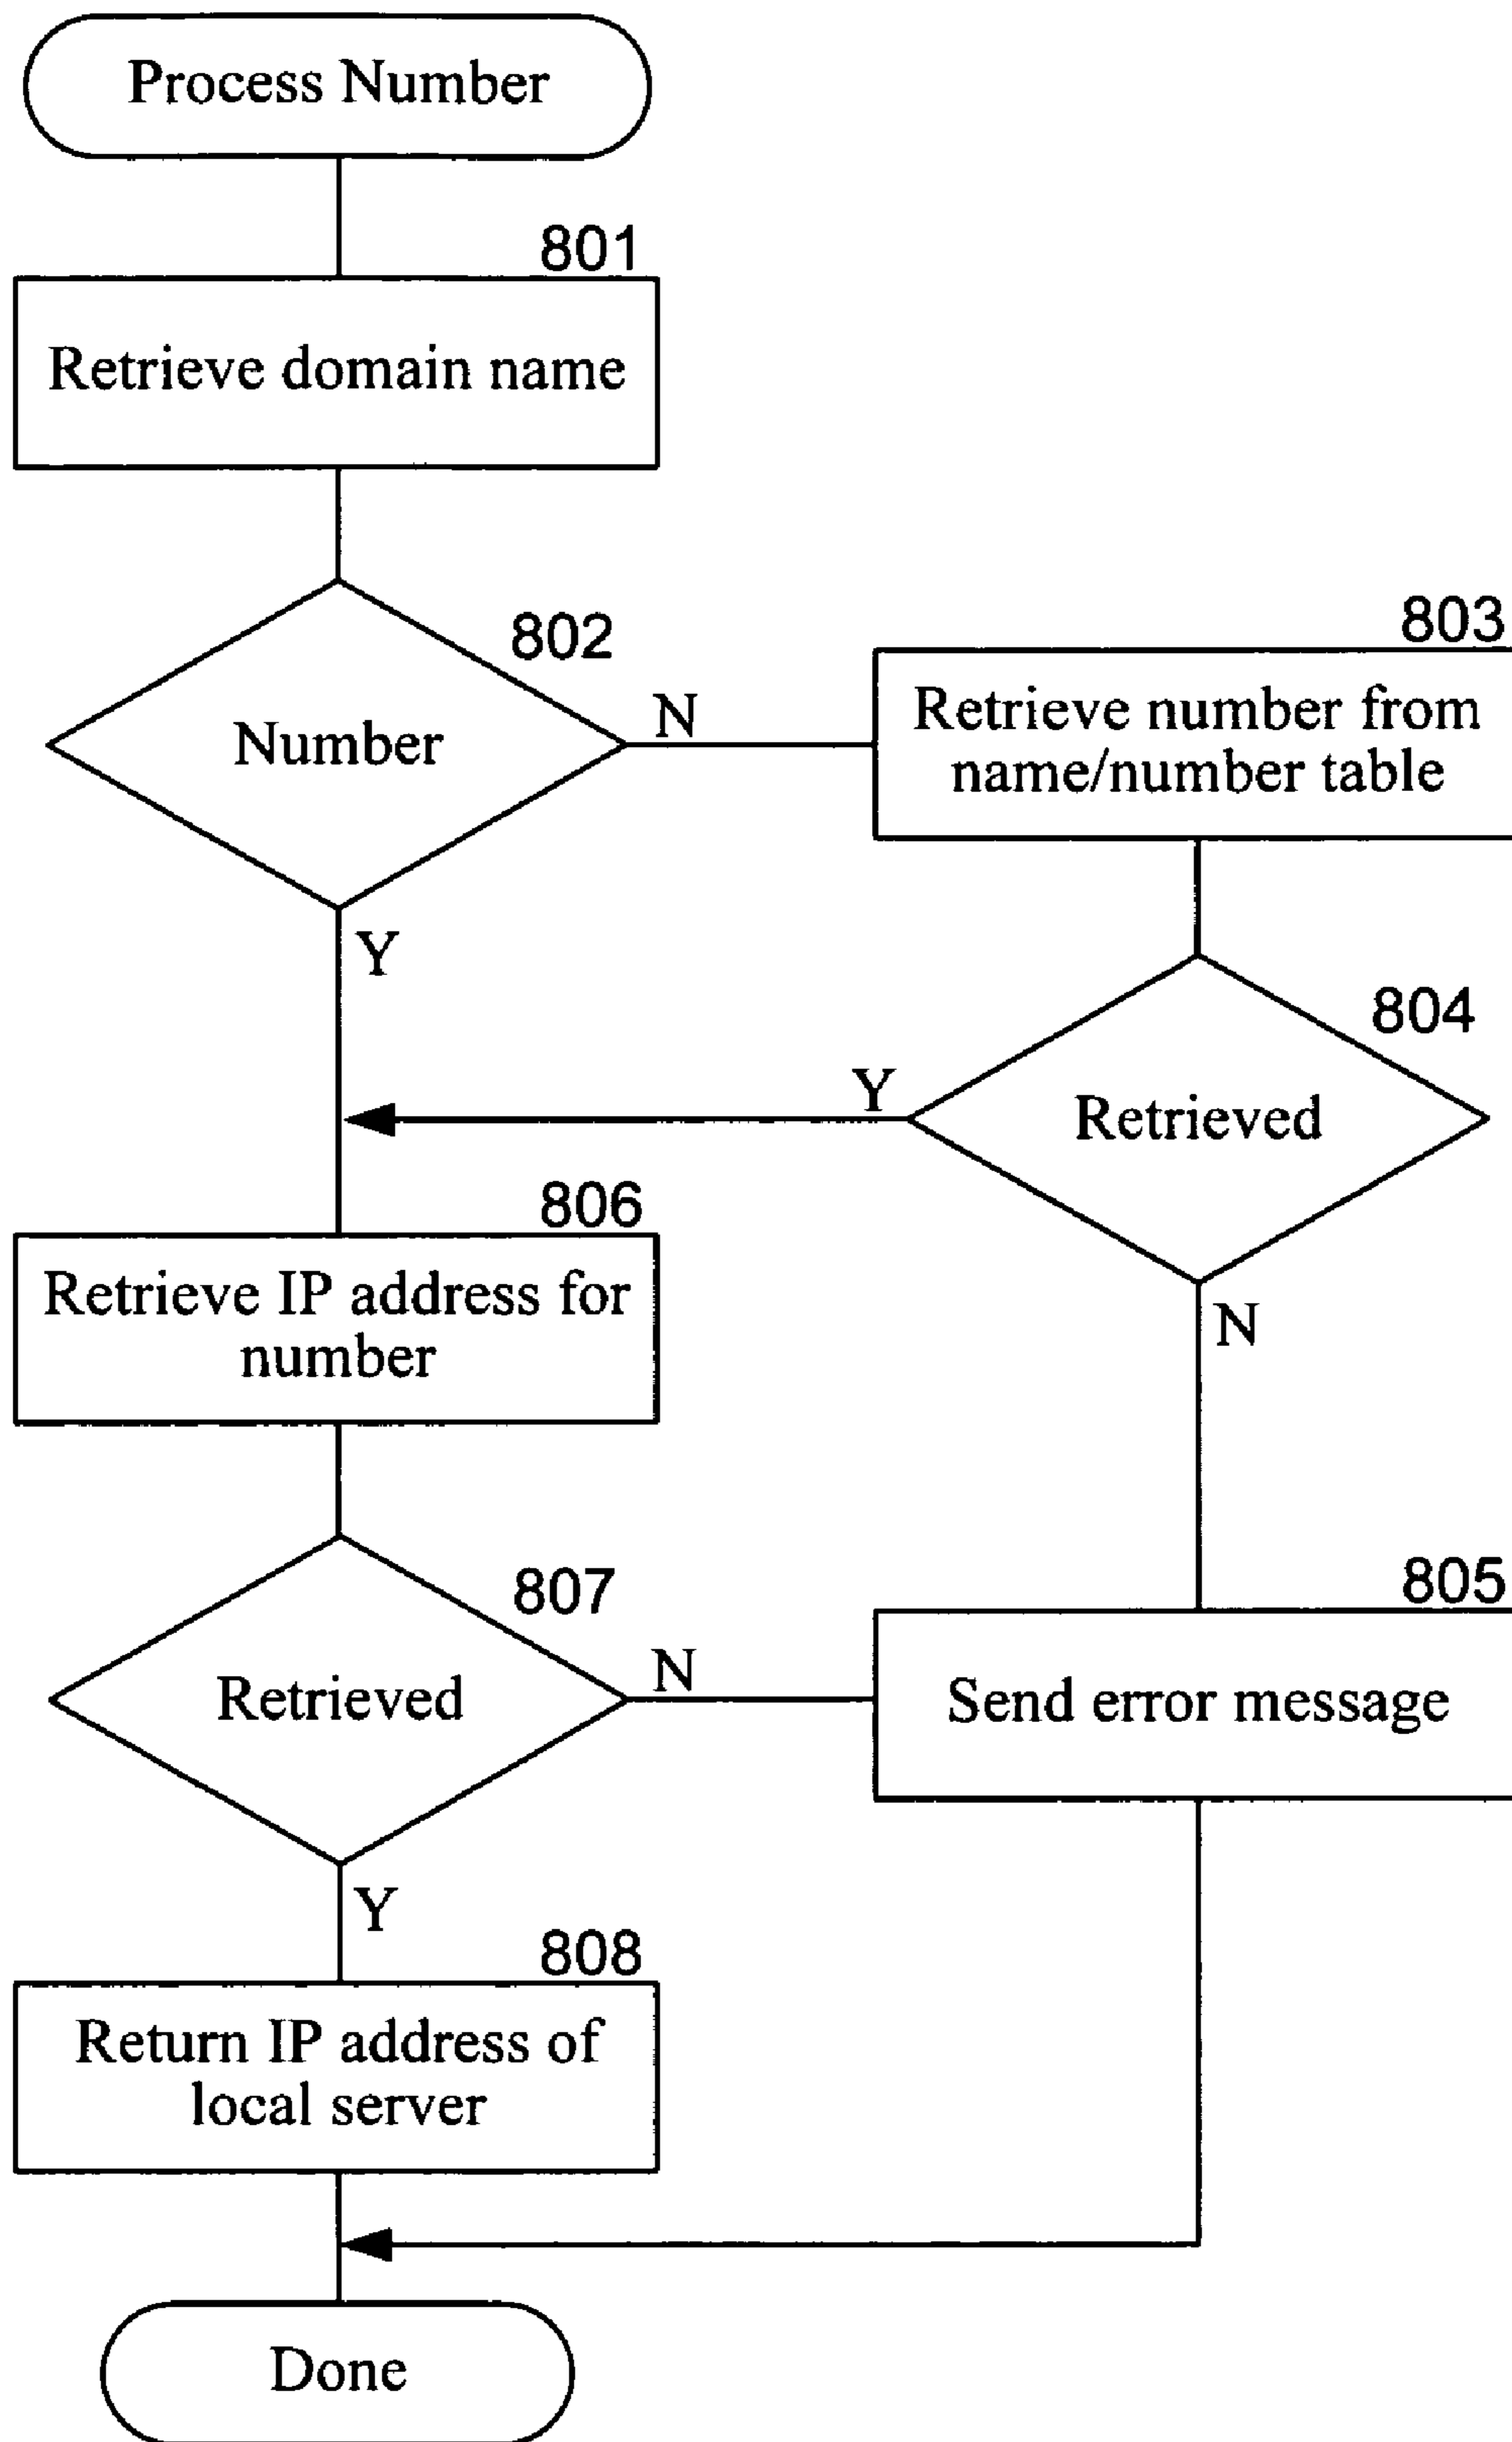 Process Number
801
Retrieve domain name
802
Number
N
Y
803
Retrieve number from
name/number table
804
Retrieved
Y
N
806
Retrieve IP address for
number
807
Retrieved
N
Y
805
Send error message
808
Return IP address of
local server
Done